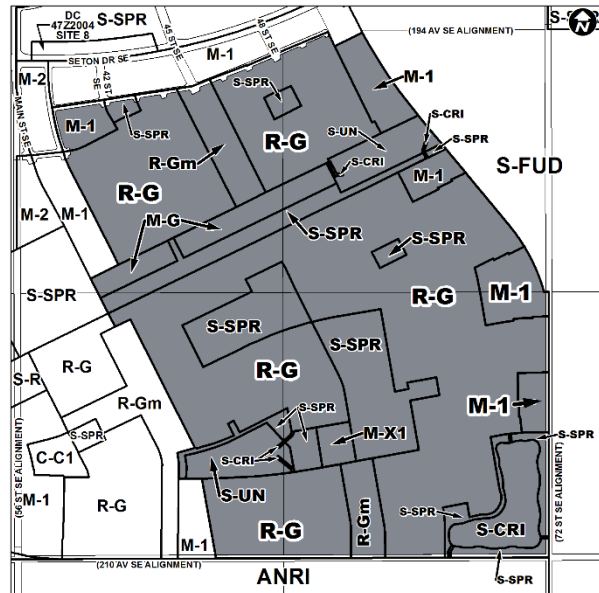 DC
47Z2004
SITE 8
S-SPR
45 ST SE
48 ST SE
M-1
(194 AV SE ALIGNMENT)
S-SPR
N
M-2
SETON DR SE
42 ST
SE
MAIN ST SE
M-1
S-SPR
S-SPR
M-1
R-G
S-UN
S-CRI
S-SPR
R-Gm
S-CRI
M-1
S-FUD
R-G
M-2
M-1
M-G
S-SPR
S-SPR
S-SPR
R-G
M-1
S-SPR
S-SPR
R-G
R-G
S-R
R-Gm
M-1
S-SPR
S-SPR
M-X1
S-SPR
C-C1
S-CRI
(56 ST SE ALIGNMENT)
(72 ST SE ALIGNMENT)
M-1
R-G
S-UN
S-SPR
S-CRI
R-G
R-Gm
M-1
(210 AV SE ALIGNMENT)
ANRI
S-SPR